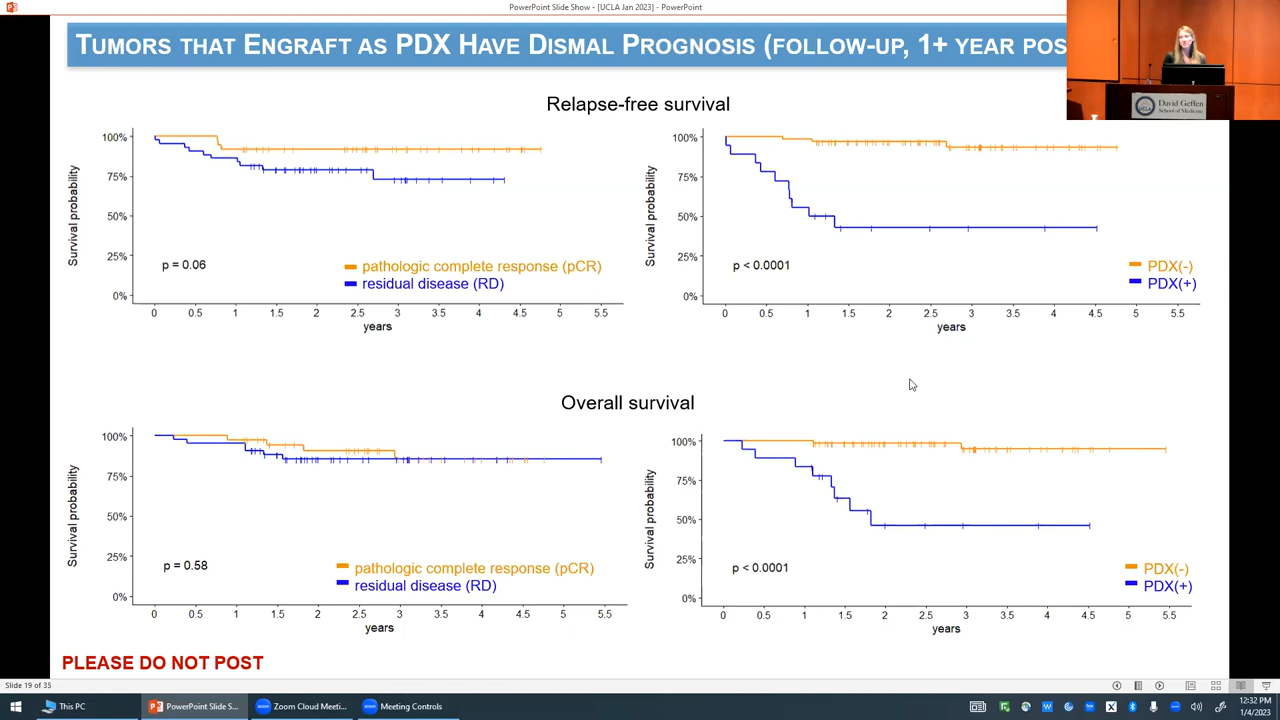 PowerPoint Slide Show - [UCLA Jan 2023] - PowerPoint
TUMORS THAT ENGRAFT AS PDX HAVE DISMAL PROGNOSIS (FOLLOW-UP, 1+ YEAR POS
UCLA
David Geffen
School of Medicine
Relapse-free survival
100%
75%
50%
25%
0%
Survival probability
p = 0.06
pathologic complete response (pCR)
residual disease (RD)
0 0.5 1 1.5 2 2.5 3 3.5 4 4.5 5 5.5
years
100%
75%
50%
25%
0%
Survival probability
p < 0.0001
PDX(-)
PDX(+)
0 0.5 1 1.5 2 2.5 3 3.5 4 4.5 5 5.5
years
Overall survival
100%
75%
50%
25%
0%
Survival probability
p = 0.58
pathologic complete response (pCR)
residual disease (RD)
0 0.5 1 1.5 2 2.5 3 3.5 4 4.5 5 5.5
years
100%
75%
50%
25%
0%
Survival probability
p < 0.0001
PDX(-)
PDX(+)
0 0.5 1 1.5 2 2.5 3 3.5 4 4.5 5 5.5
years
PLEASE DO NOT POST
Slide 19 of 35
This PC
PowerPoint Slide S...
Zoom Cloud Meeti...
Meeting Controls
12:32 PM
1/4/2023